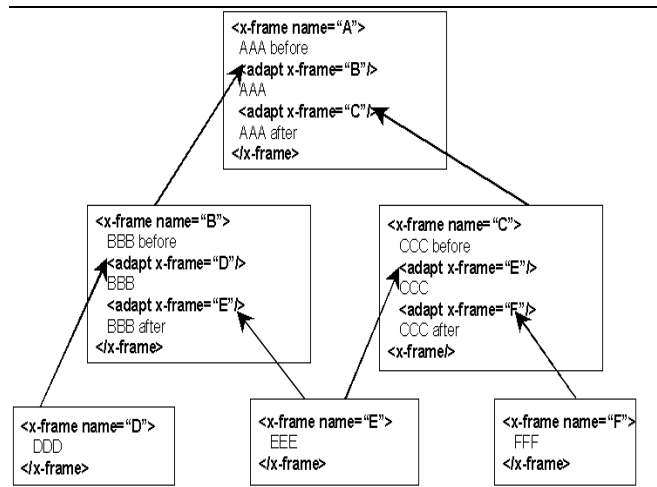 <x-frame name="A">
AAA before
<adapt x-frame="B"/>
AAA
<adapt x-frame="C"/>
AAA after
</x-frame>
<x-frame name="B">
BBB before
<adapt x-frame="D"/>
BBB
<adapt x-frame="E"/>
BBB after
</x-frame>
<x-frame name="C">
CCC before
<adapt x-frame="E"/>
CCC
<adapt x-frame="F"/>
CCC after
<x-frame/>
<x-frame name="D">
DDD
</x-frame>
<x-frame name="E">
EEE
</x-frame>
<x-frame name="F">
FFF
</x-frame>